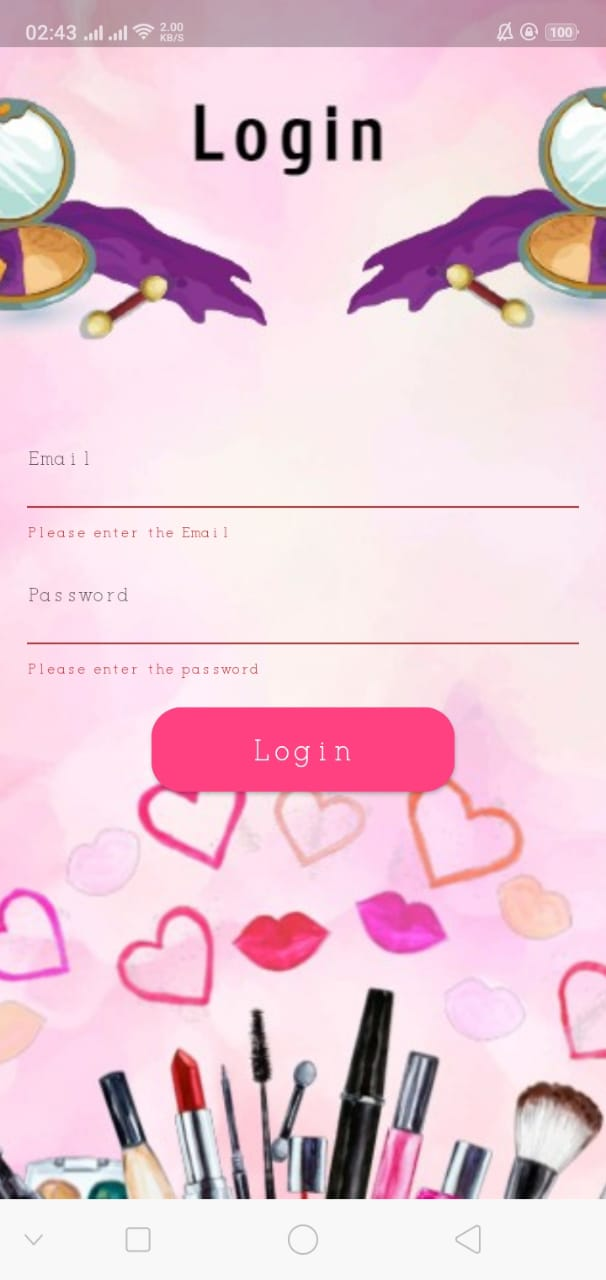 02:43 2.00 KB/S 100
Login
Email
Please enter the Email
Password
Please enter the password
Login